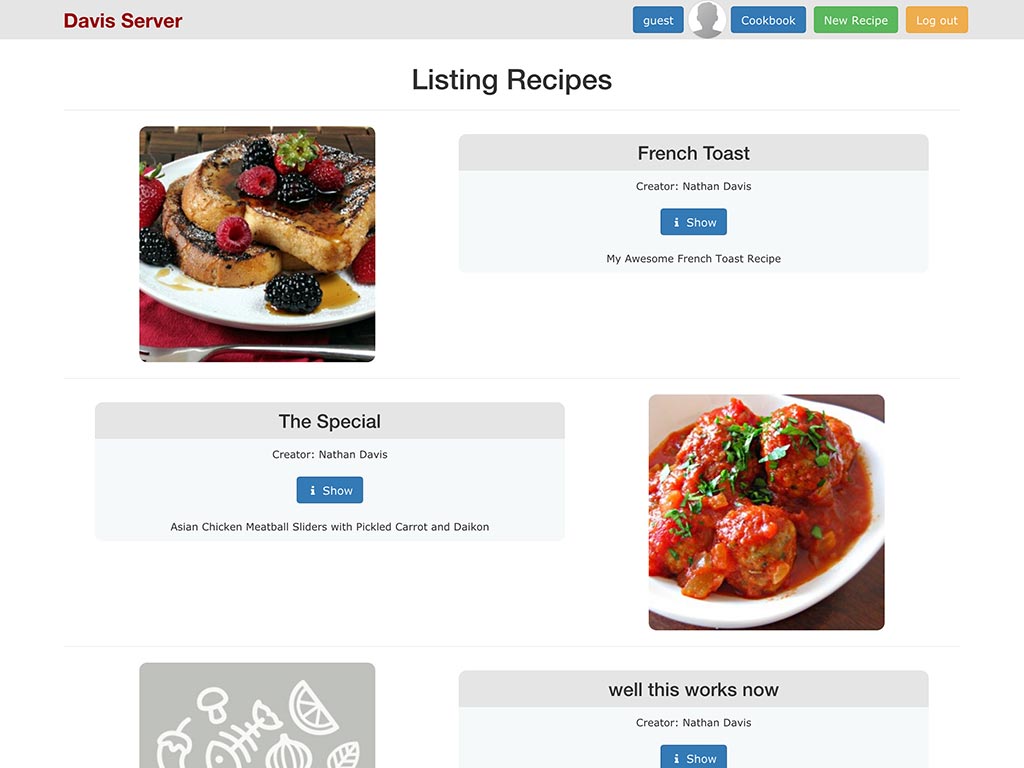 Davis Server
guest
Cookbook
New Recipe
Log out
Listing Recipes
French Toast
Creator: Nathan Davis
Show
My Awesome French Toast Recipe
The Special
Creator: Nathan Davis
Show
Asian Chicken Meatball Sliders with Pickled Carrot and Daikon
well this works now
Creator: Nathan Davis
Show